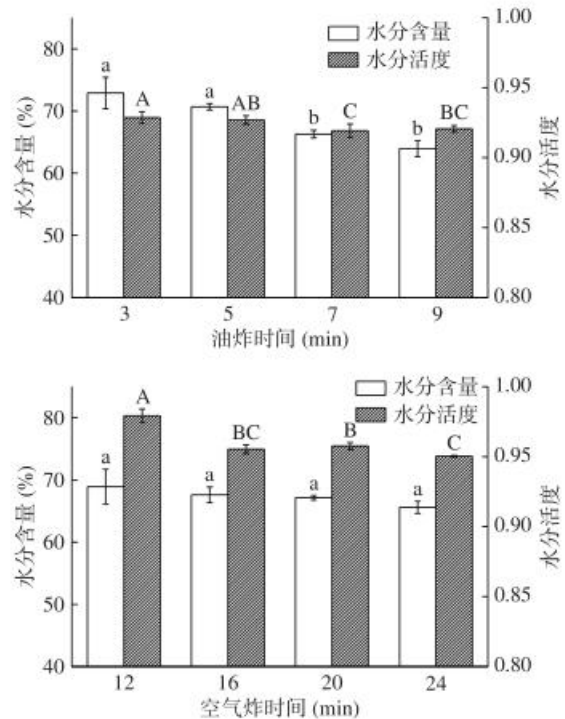 水分含量
水分活度
水分含量 (%)
80
70
60
50
40
a
A
a
AB
b
C
b
BC
1.00
0.95
0.90
0.85
0.80
水分活度
3
5
7
9
油炸时间 (min)
水分含量
水分活度
水分含量 (%)
80
70
60
50
40
a
A
a
BC
a
B
a
C
1.00
0.95
0.90
0.85
0.80
水分活度
12
16
20
24
空气炸时间 (min)